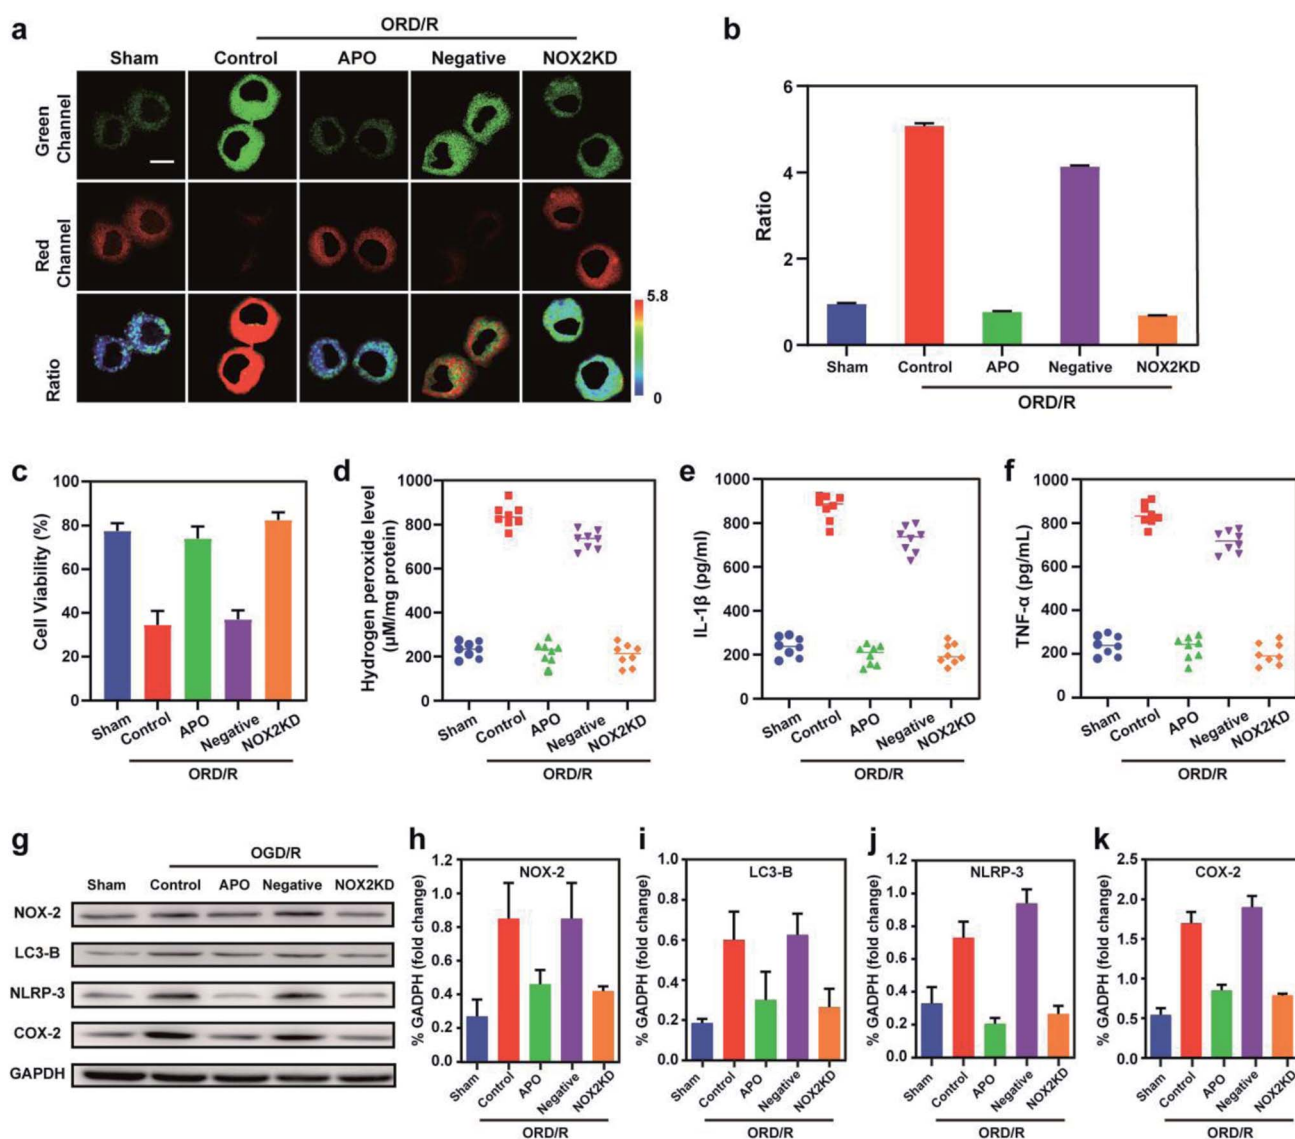 a
ORD/R
Sham Control APO Negative NOX2KD
Green
Channel
Red
Channel
Ratio
5.8
0
b
Ratio
6
4
2
0
Sham Control APO Negative NOX2KD
ORD/R
c
Cell Viability (%)
100
80
60
40
20
0
Sham Control APO Negative NOX2KD
ORD/R
d
Hydrogen peroxide level
(μM/mg protein)
1000
800
600
400
200
0
Sham Control APO Negative NOX2KD
ORD/R
e
IL-1β (pg/ml)
1000
800
600
400
200
0
Sham Control APO Negative NOX2KD
ORD/R
f
TNF-α (pg/mL)
1000
800
600
400
200
0
Sham Control APO Negative NOX2KD
ORD/R
g
OGD/R
Sham Control APO Negative NOX2KD
NOX-2
LC3-B
NLRP-3
COX-2
GAPDH
h
NOX-2
% GADPH (fold change)
1.2
1.0
0.8
0.6
0.4
0.2
0.0
Sham Control APO Negative NOX2KD
ORD/R
i
LC3-B
% GADPH (fold change)
1.0
0.8
0.6
0.4
0.2
0.0
Sham Control APO Negative NOX2KD
ORD/R
j
NLRP-3
% GADPH (fold change)
1.2
1.0
0.8
0.6
0.4
0.2
0.0
Sham Control APO Negative NOX2KD
ORD/R
k
COX-2
% GADPH (fold change)
2.5
2.0
1.5
1.0
0.5
0.0
Sham Control APO Negative NOX2KD
ORD/R